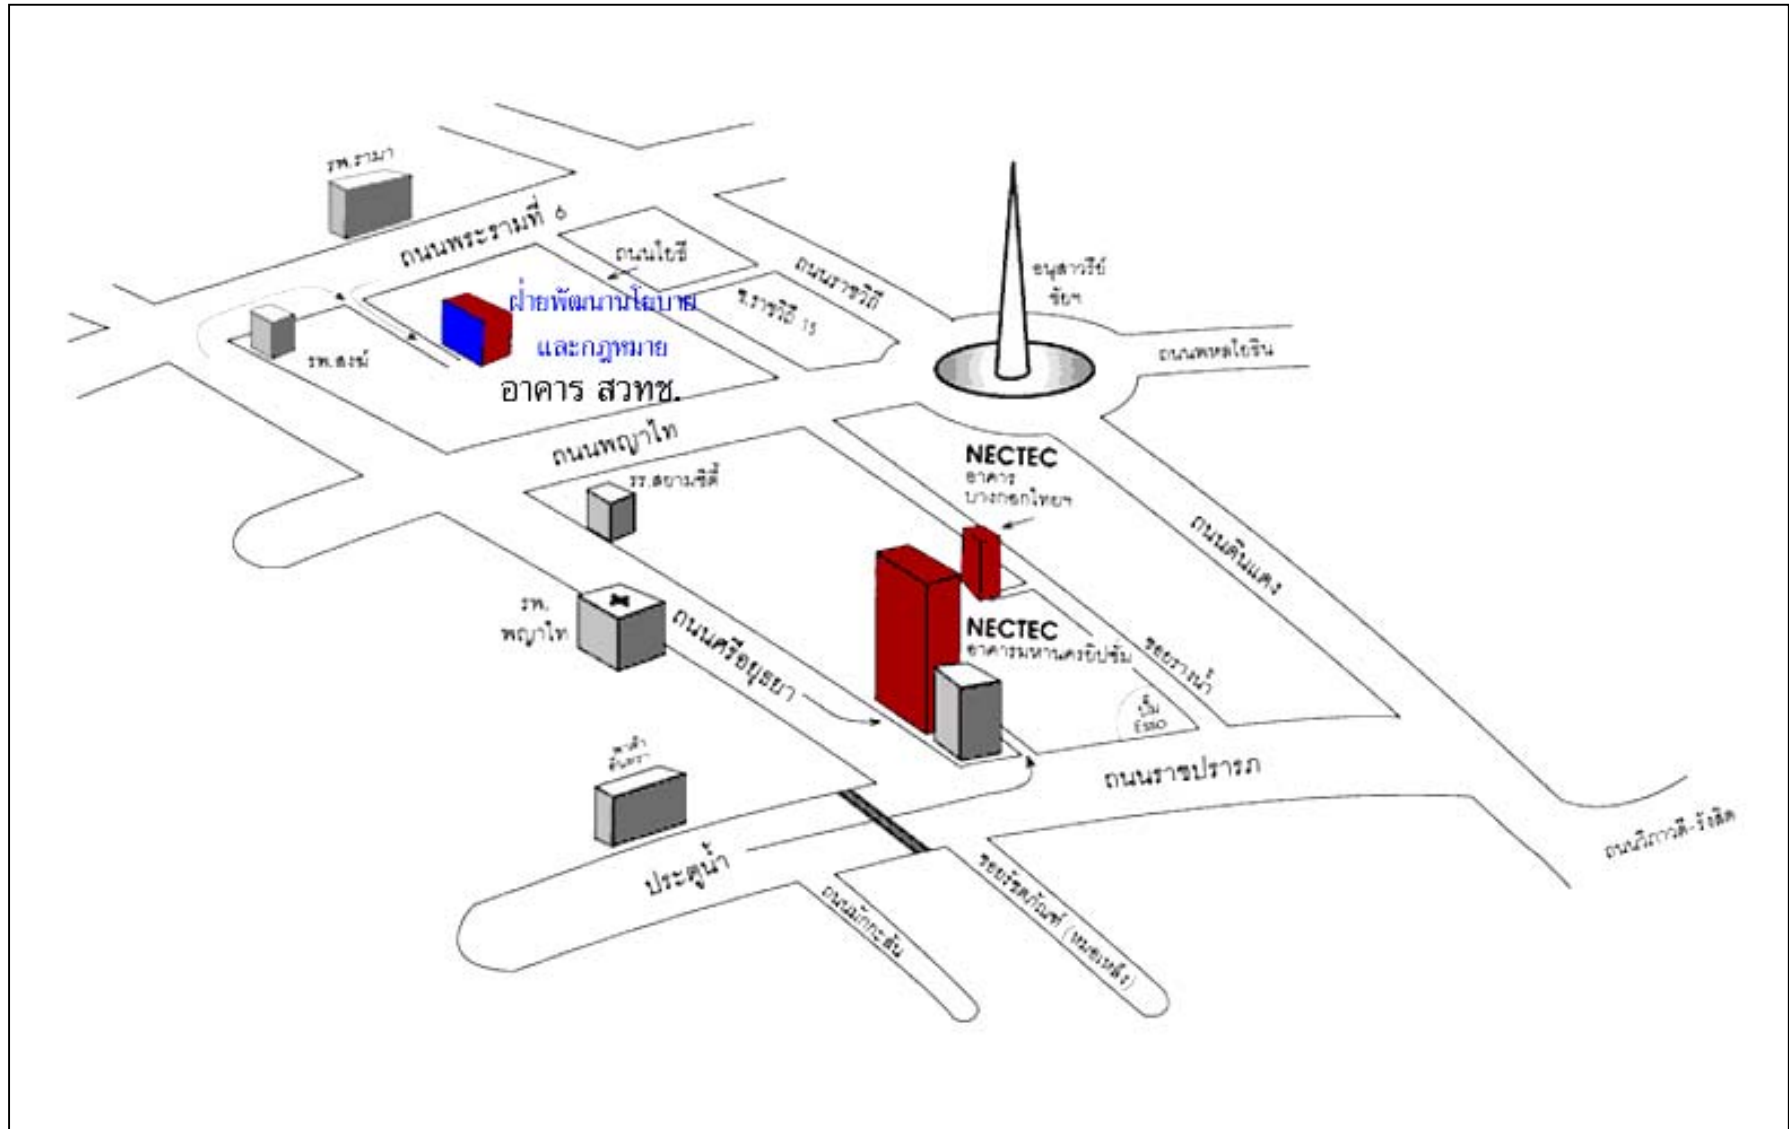 รพ.รามา
ถนนพระรามที่ 6
ถนนโยธี
ถนนราชวิถี
ซ.ราชวิถี 15
อนุสาวรีย์
ชัยฯ
ถนนพหลโยธิน
รพ.สงฆ์
ฝ่ายพัฒนานโยบาย
และกฎหมาย
อาคาร สวทช.
ถนนพญาไท
รร.สยามซิตี้
NECTEC
อาคาร
บางกอกไทยฯ
ถนนดินแดง
รพ.
พญาไท
ถนนศรีอยุธยา
NECTEC
อาคารมหานครยิปซั่ม
ซอยรางน้ำ
ปั๊ม
ESSO
ถนนราชปรารภ
ถนนวิภาวดี-รังสิต
ประตูน้ำ
ถนนมักกะสัน
ซอยรัชตภัณฑ์ (หมอเหล็ง)